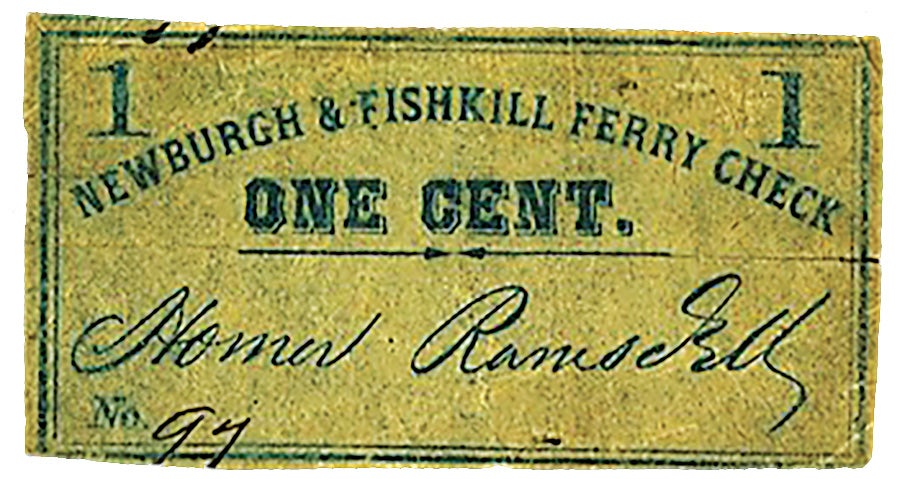 1 1
NEWBURGH & FISHKILL FERRY CHECK
ONE CENT.
Homer Ramsdell
No. 97